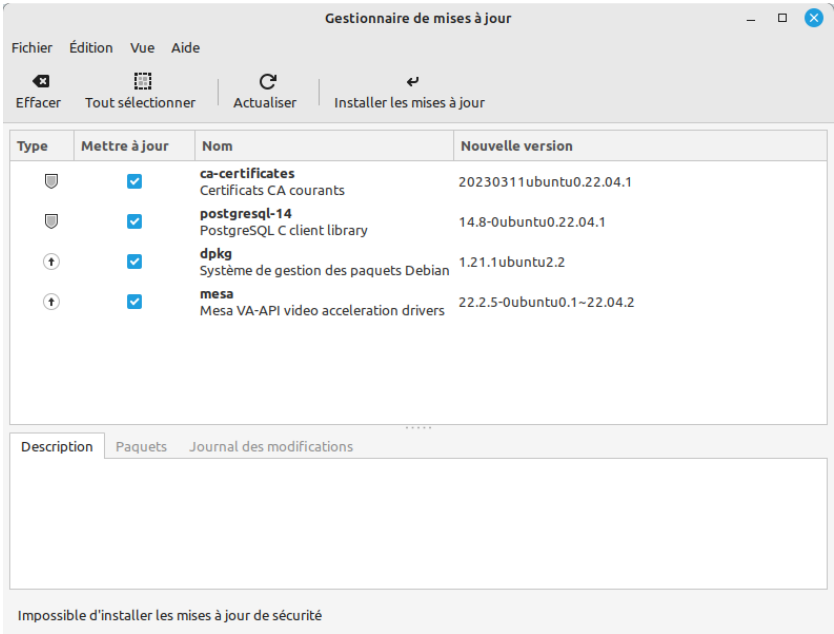 Gestionnaire de mises à jour
Fichier Édition Vue Aide
Effacer Tout sélectionner Actualiser Installer les mises à jour
Type Mettre à jour Nom Nouvelle version
ca-certificates
Certificats CA courants
20230311ubuntu0.22.04.1
postgresql-14
PostgreSQL C client library
14.8-0ubuntu0.22.04.1
dpkg
Système de gestion des paquets Debian
1.21.1ubuntu2.2
mesa
Mesa VA-API video acceleration drivers
22.2.5-0ubuntu0.1~22.04.2
Description Paquets Journal des modifications
Impossible d'installer les mises à jour de sécurité